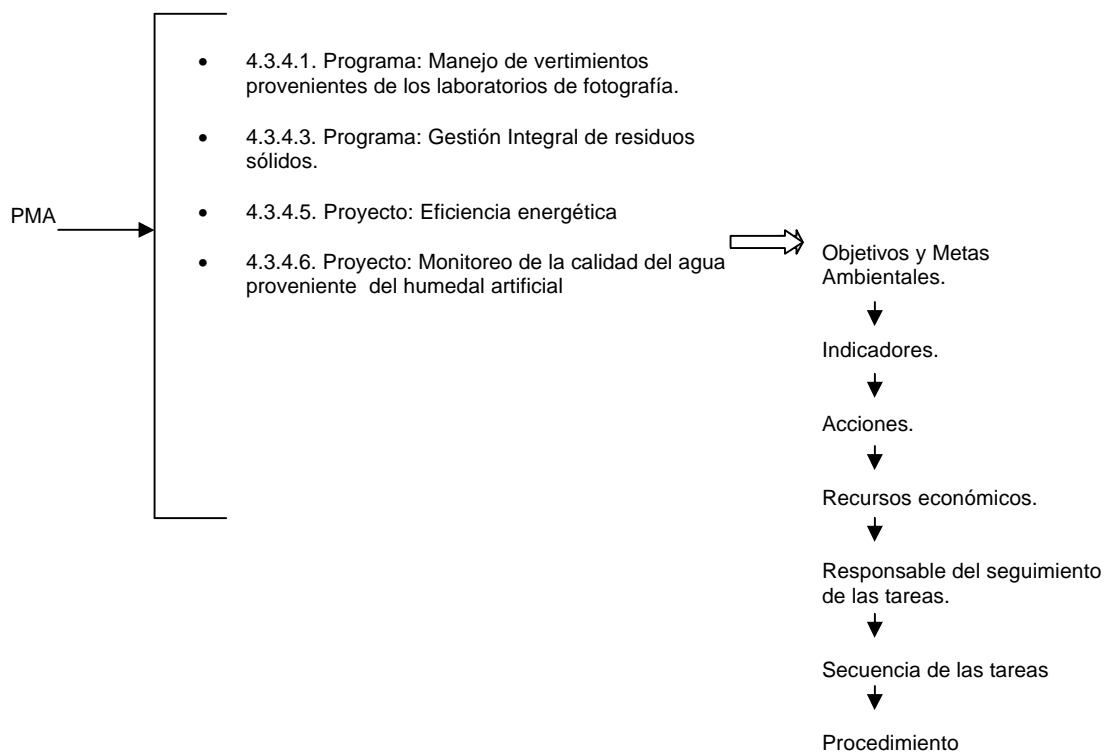 PMA
• 4.3.4.1. Programa: Manejo de vertimientos
provenientes de los laboratorios de fotografía.
• 4.3.4.3. Programa: Gestión Integral de residuos
sólidos.
• 4.3.4.5. Proyecto: Eficiencia energética
• 4.3.4.6. Proyecto: Monitoreo de la calidad del agua
proveniente del humedal artificial
Objetivos y Metas
Ambientales.
Indicadores.
Acciones.
Recursos económicos.
Responsable del seguimiento
de las tareas.
Secuencia de las tareas
Procedimiento